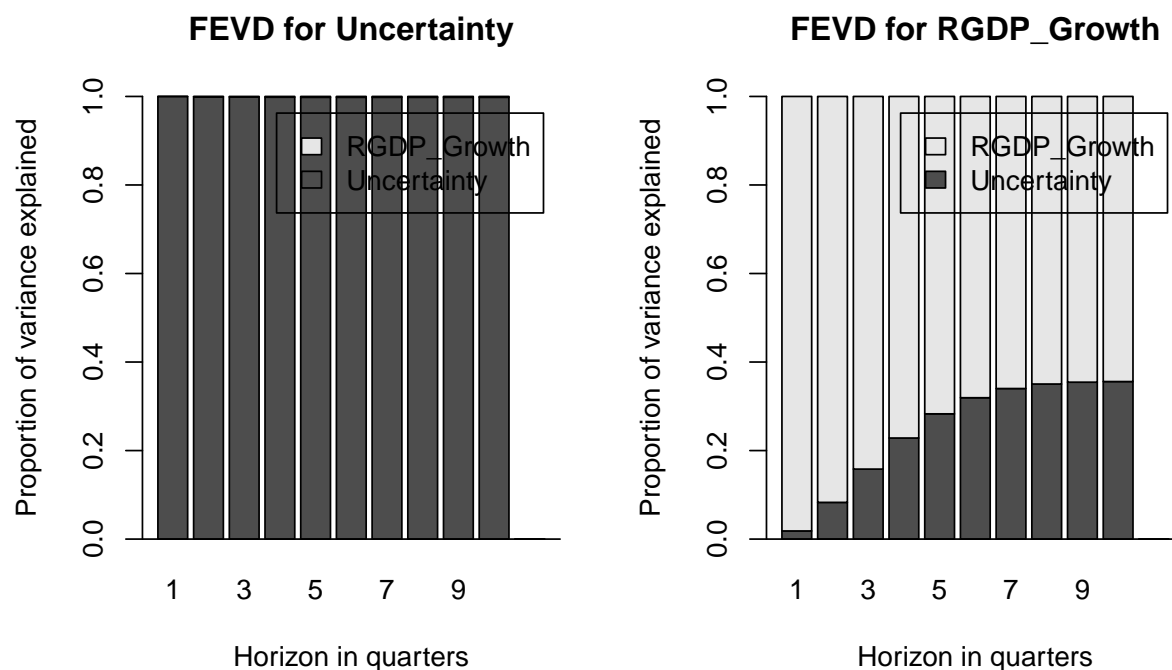 FEVD for Uncertainty
Proportion of variance explained
1.0
0.8
0.6
0.4
0.2
0.0
RGDP_Growth
Uncertainty
1 3 5 7 9
Horizon in quarters
FEVD for RGDP_Growth
Proportion of variance explained
1.0
0.8
0.6
0.4
0.2
0.0
RGDP_Growth
Uncertainty
1 3 5 7 9
Horizon in quarters